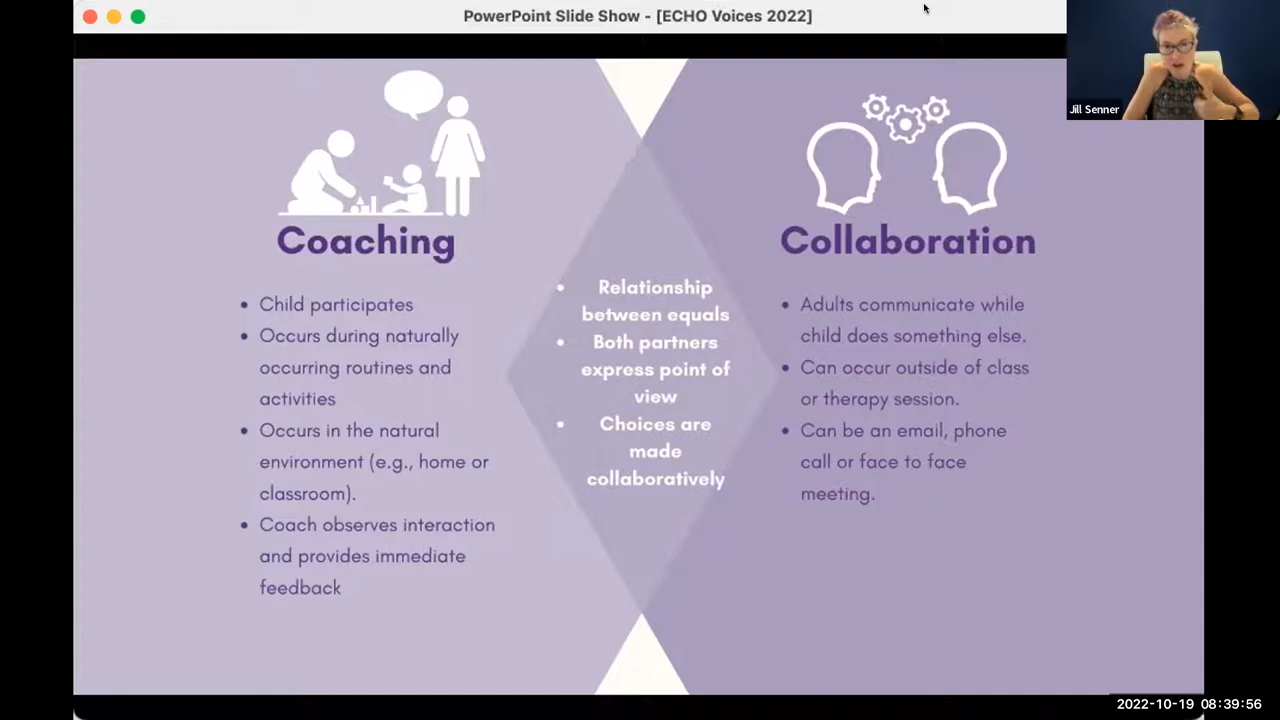 PowerPoint Slide Show - [ECHO Voices 2022]
Jill Senner
Coaching
Child participates
Occurs during naturally
occurring routines and
activities
Occurs in the natural
environment (e.g., home or
classroom).
Coach observes interaction
and provides immediate
feedback
Relationship
between equals
Both partners
express point of
view
Choices are
made
collaboratively
Collaboration
Adults communicate while
child does something else.
Can occur outside of class
or therapy session.
Can be an email, phone
call or face to face
meeting.
2022-10-19 08:39:56